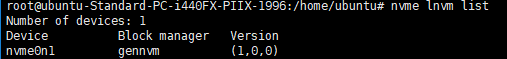 root@ubuntu-Standard-PC-i440FX-PIIX-1996:/home/ubuntu# nvme lnvm list
Number of devices: 1
Device Block manager Version
nvme0n1 gennvm (1,0,0)